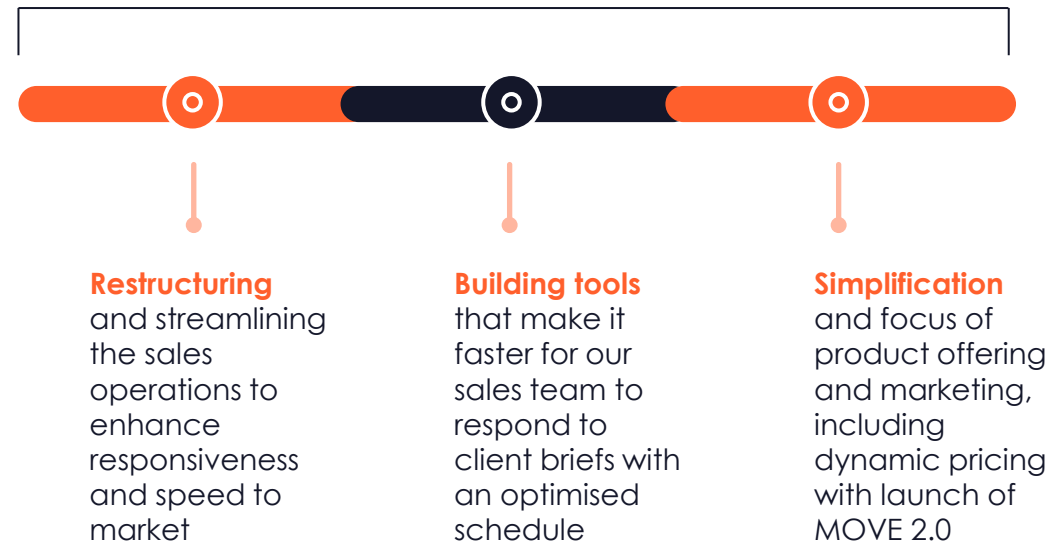 Restructuring
and streamlining
the sales
operations to
enhance
responsiveness
and speed to
market
Building tools
that make it
faster for our
sales team to
respond to
client briefs with
an optimised
schedule
Simplification
and focus of
product offering
and marketing,
including
dynamic pricing
with launch of
MOVE 2.0